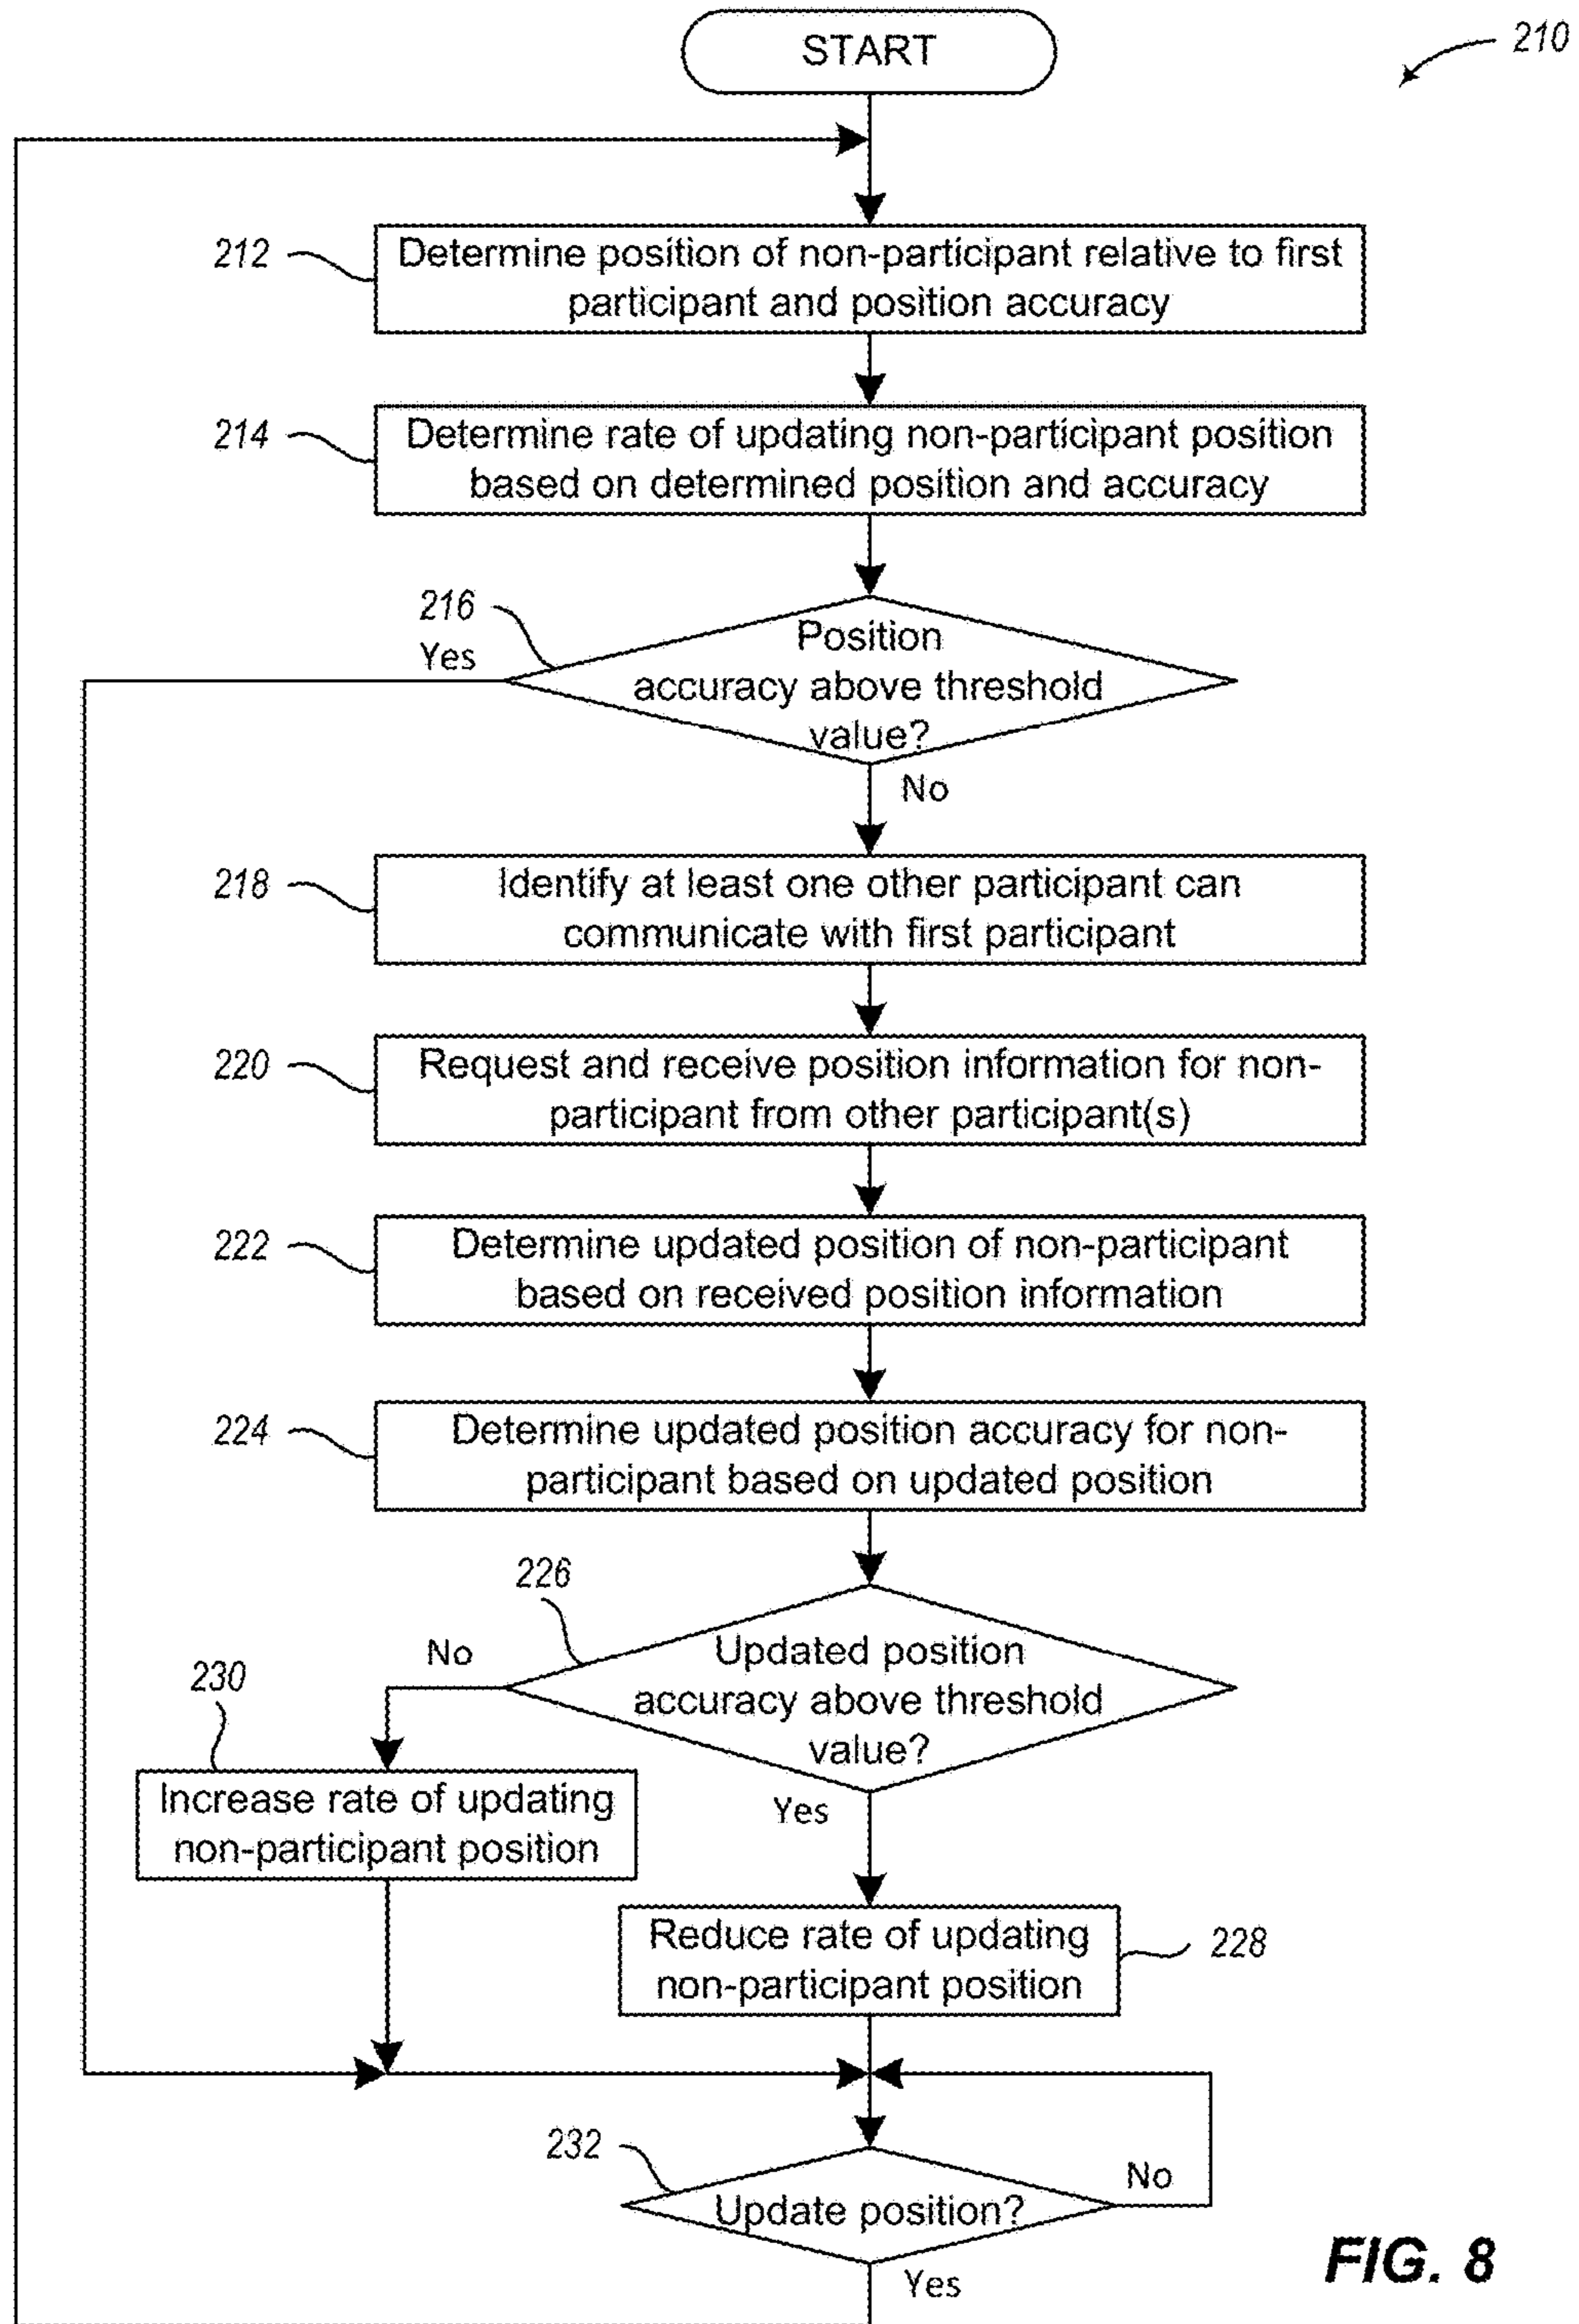 START
210
212
Determine position of non-participant relative to first
participant and position accuracy
214
Determine rate of updating non-participant position
based on determined position and accuracy
216
Yes
Position
accuracy above threshold
value?
No
218
Identify at least one other participant can
communicate with first participant
220
Request and receive position information for non-
participant from other participant(s)
222
Determine updated position of non-participant
based on received position information
224
Determine updated position accuracy for non-
participant based on updated position
226
No
Updated position
accuracy above threshold
value?
230
Increase rate of updating
non-participant position
Yes
Reduce rate of updating
non-participant position
228
232
Update position?
No
Yes
FIG. 8